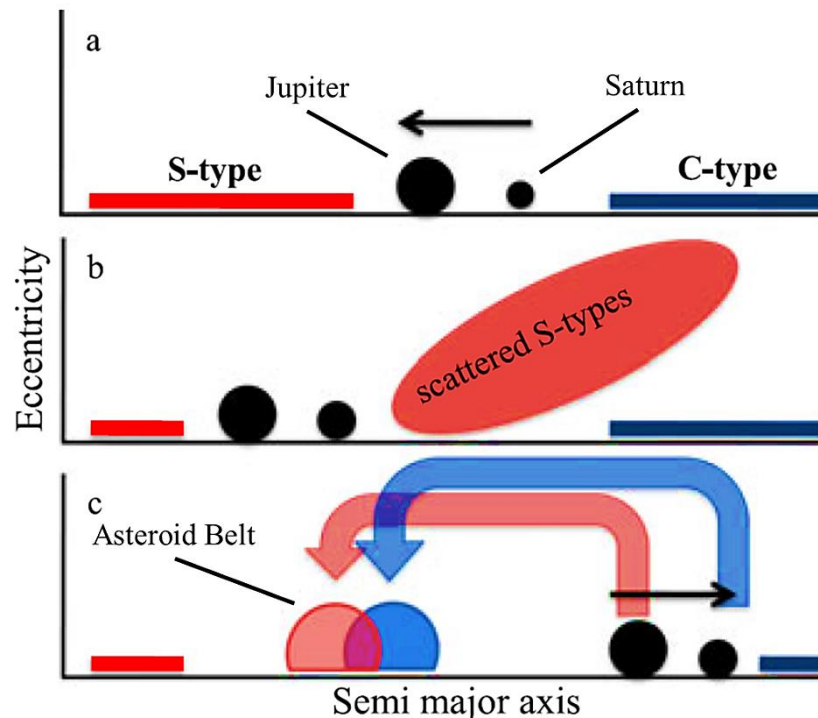 a
Jupiter
Saturn
S-type
C-type
b
scattered S-types
Eccentricity
c
Asteroid Belt
Semi major axis